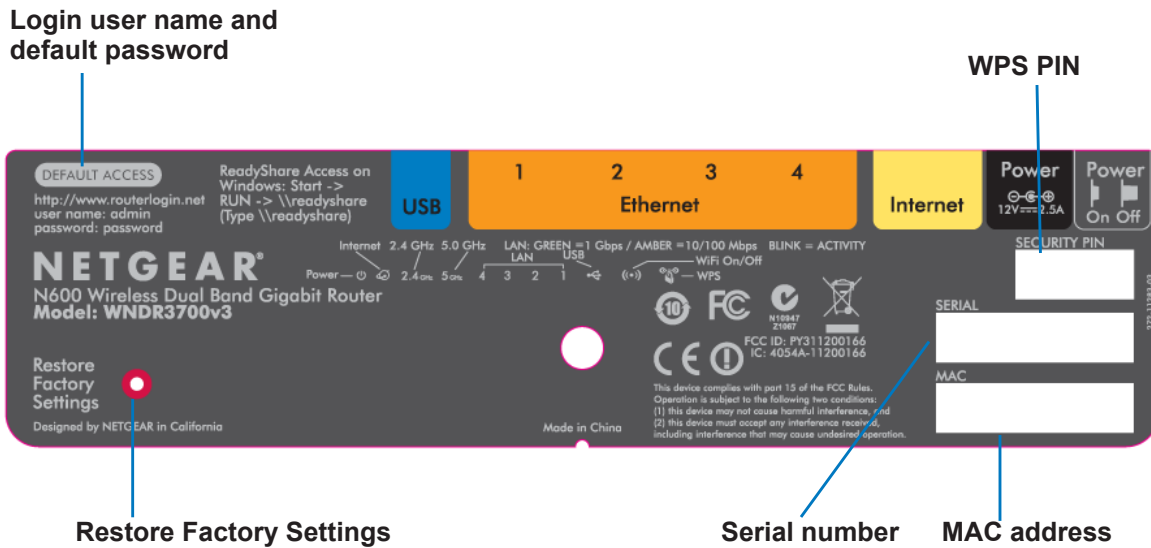 Login user name and
default password
WPS PIN
DEFAULT ACCESS
http://www.routerlogin.net
user name: admin
password: password
ReadyShare Access on
Windows: Start ->
RUN -> \\readyshare
(Type \\readyshare)
USB
1 2 3 4
Ethernet
Internet
Power
12V 2.5A
Power
On Off
Internet 2.4 GHz 5.0 GHz LAN: GREEN =1 Gbps / AMBER =10/100 Mbps BLINK = ACTIVITY
LAN USB WiFi On/Off
Power 2.4 GHz 5 GHz 4 3 2 1 WPS
SECURITY PIN
NETGEAR®
N600 Wireless Dual Band Gigabit Router
Model: WNDR3700v3
10 FC N10947
Z1067
SERIAL
FCC ID: PY311200166
IC: 4054A-11200166
CE
MAC
Restore
Factory
Settings
Designed by NETGEAR in California
Made in China
This device complies with part 15 of the FCC Rules.
Operation is subject to the following two conditions:
(1) this device may not cause harmful interference, and
(2) this device must accept any interference received,
including interference that may cause undesired operation.
Restore Factory Settings
Serial number
MAC address